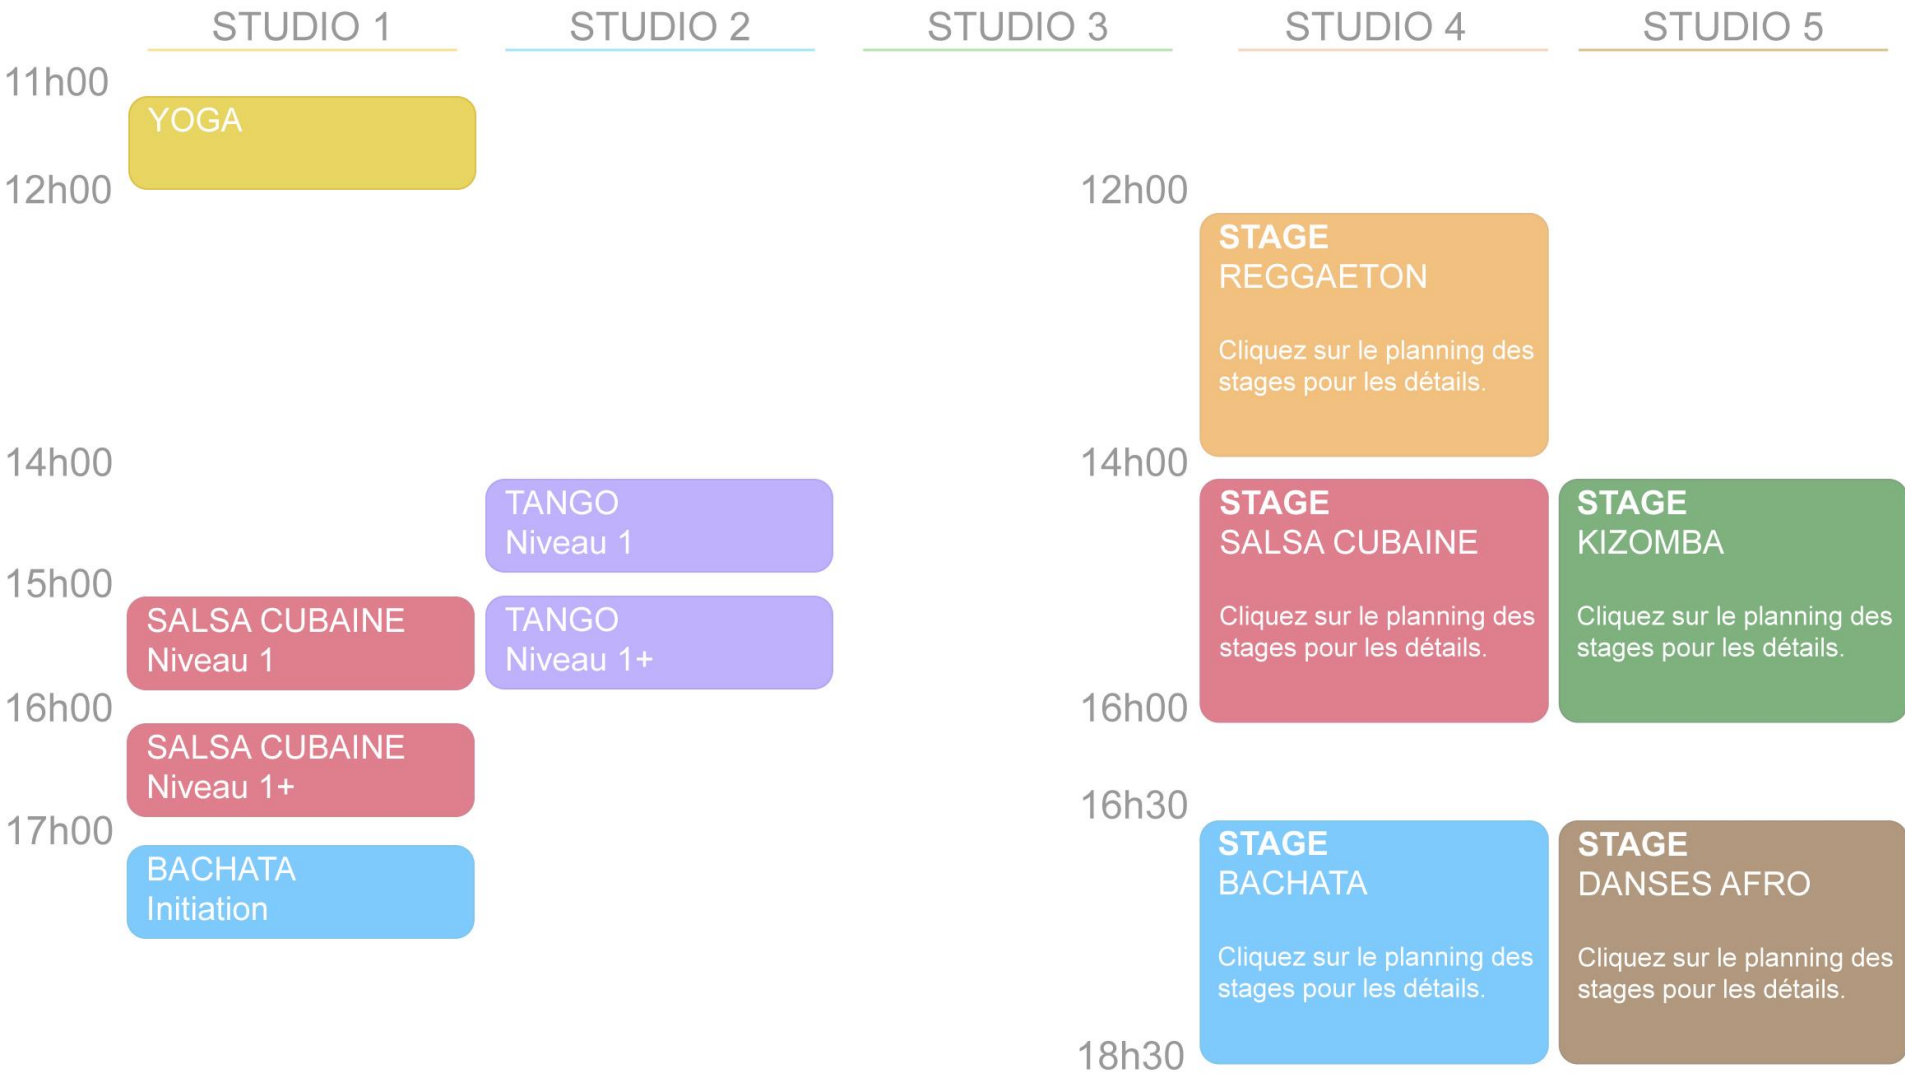 STUDIO 1
STUDIO 2
STUDIO 3
STUDIO 4
STUDIO 5
11h00
YOGA
12h00
12h00
STAGE
REGGAETON
Cliquez sur le planning des
stages pour les détails.
14h00
14h00
TANGO
Niveau 1
STAGE
SALSA CUBAINE
Cliquez sur le planning des
stages pour les détails.
STAGE
KIZOMBA
Cliquez sur le planning des
stages pour les détails.
15h00
SALSA CUBAINE
Niveau 1
TANGO
Niveau 1+
16h00
16h00
SALSA CUBAINE
Niveau 1+
16h30
17h00
BACHATA
Initiation
STAGE
BACHATA
Cliquez sur le planning des
stages pour les détails.
STAGE
DANSES AFRO
Cliquez sur le planning des
stages pour les détails.
18h30